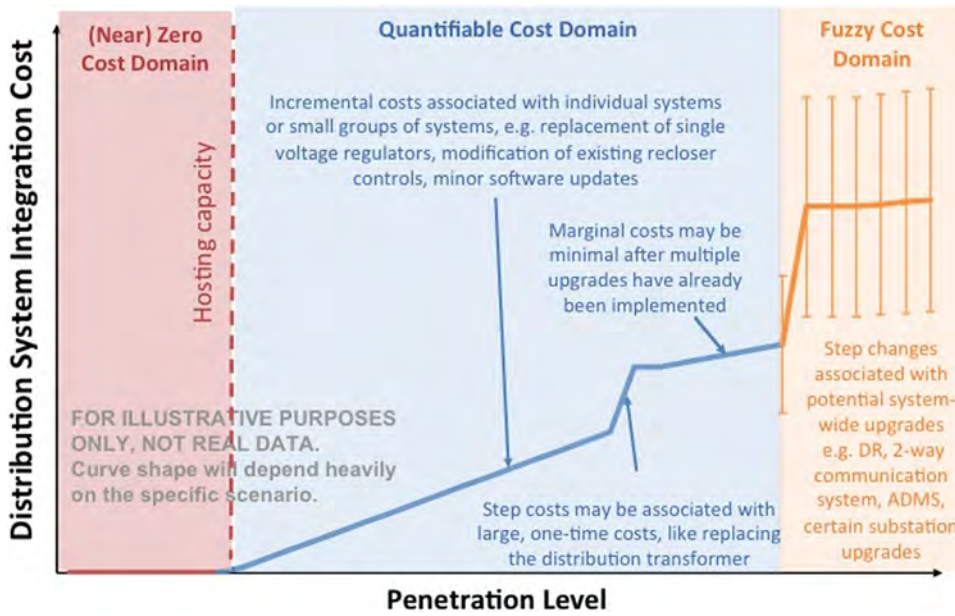 (Near) Zero
Cost Domain
Quantifiable Cost Domain
Fuzzy Cost
Domain
Distribution System Integration Cost
Hosting capacity
Incremental costs associated with individual systems
or small groups of systems, e.g. replacement of single
voltage regulators, modification of existing recloser
controls, minor software updates
Marginal costs may be
minimal after multiple
upgrades have already
been implemented
Step changes
associated with
potential system-
wide upgrades
e.g. DR, 2-way
communication
system, ADMS,
certain substation
upgrades
FOR ILLUSTRATIVE PURPOSES
ONLY, NOT REAL DATA.
Curve shape will depend heavily
on the specific scenario.
Step costs may be associated with
large, one-time costs, like replacing
the distribution transformer
Penetration Level